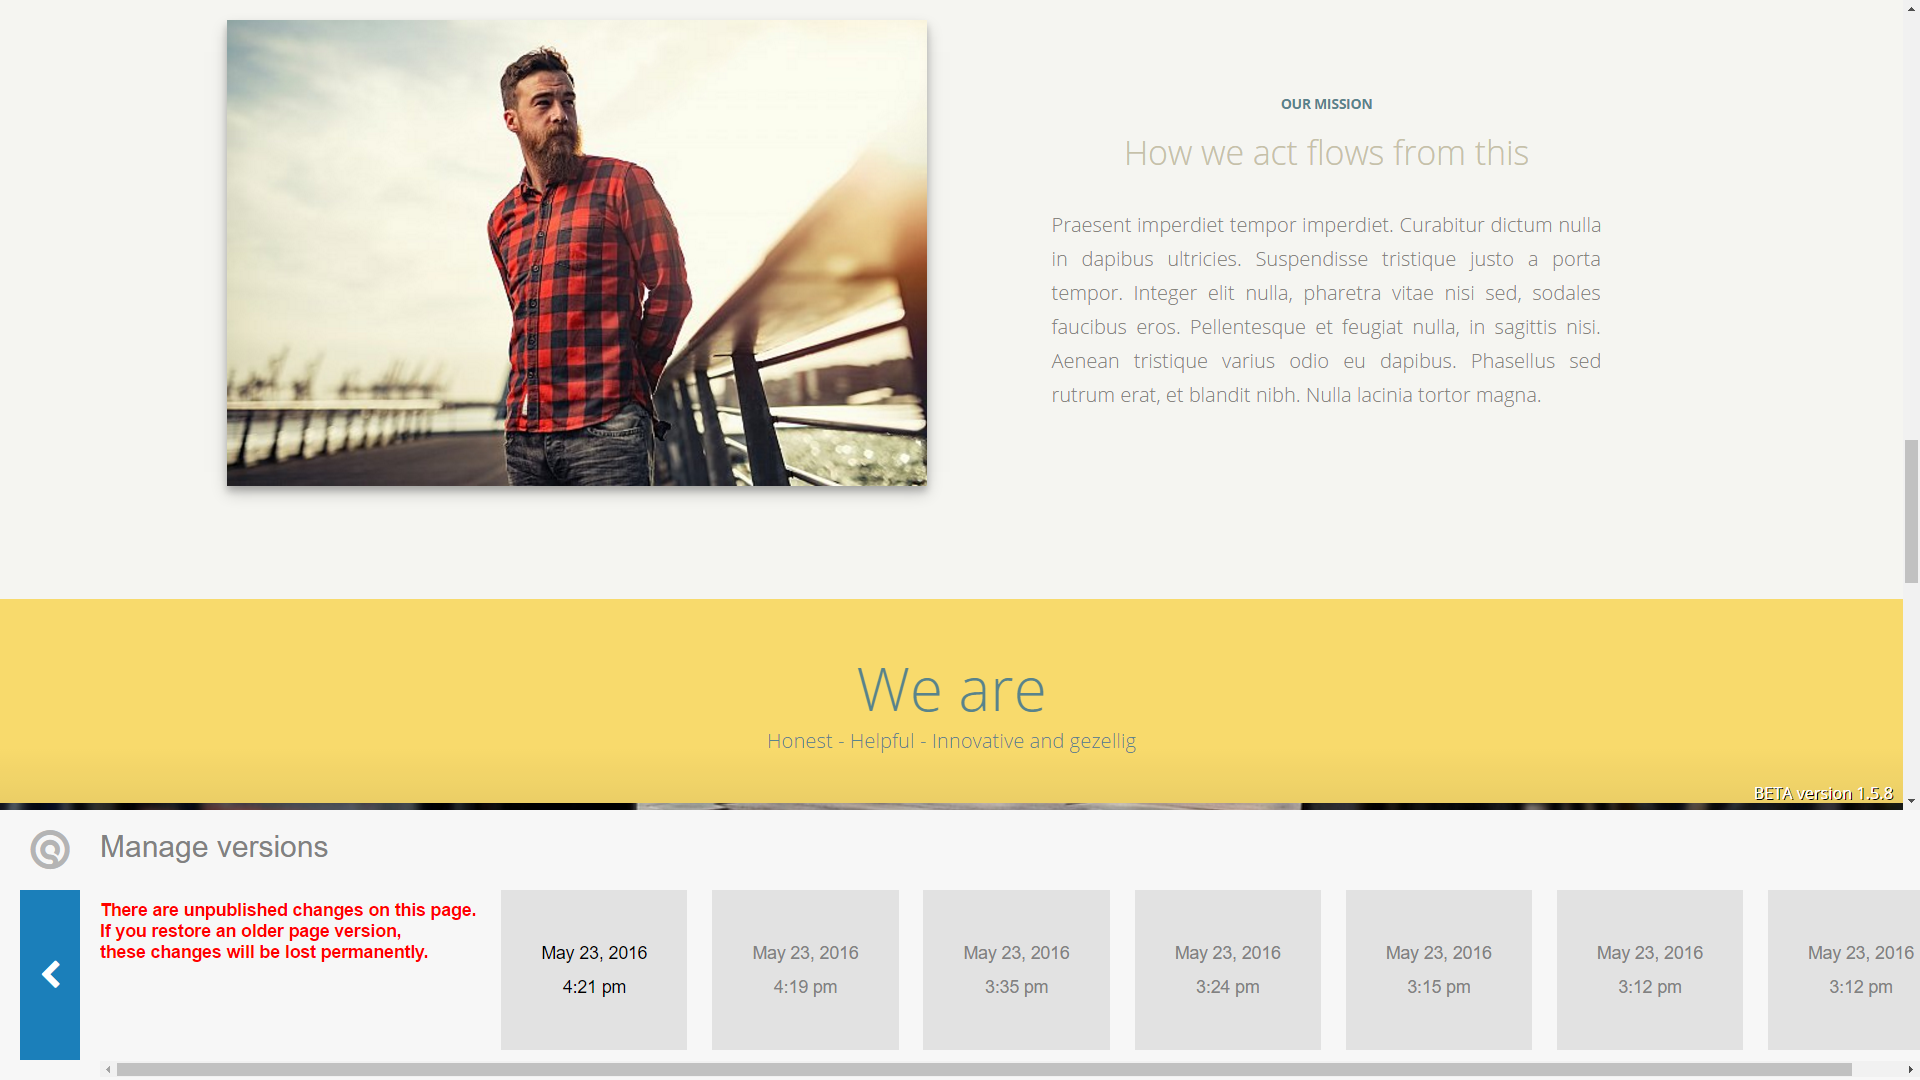 OUR MISSION
How we act flows from this
Praesent imperdiet tempor imperdiet. Curabitur dictum nulla
in dapibus ultricies. Suspendisse tristique justo a porta
tempor. Integer elit nulla, pharetra vitae nisi sed, sodales
faucibus eros. Pellentesque et feugiat nulla, in sagittis nisi.
Aenean tristique varius odio eu dapibus. Phasellus sed
rutrum erat, et blandit nibh. Nulla lacinia tortor magna.
We are
Honest - Helpful - Innovative and gezellig
BETA version 1.5.8
Manage versions
There are unpublished changes on this page.
If you restore an older page version,
these changes will be lost permanently.
May 23, 2016
4:21 pm
May 23, 2016
4:19 pm
May 23, 2016
3:35 pm
May 23, 2016
3:24 pm
May 23, 2016
3:15 pm
May 23, 2016
3:12 pm
May 23, 2016
3:12 pm